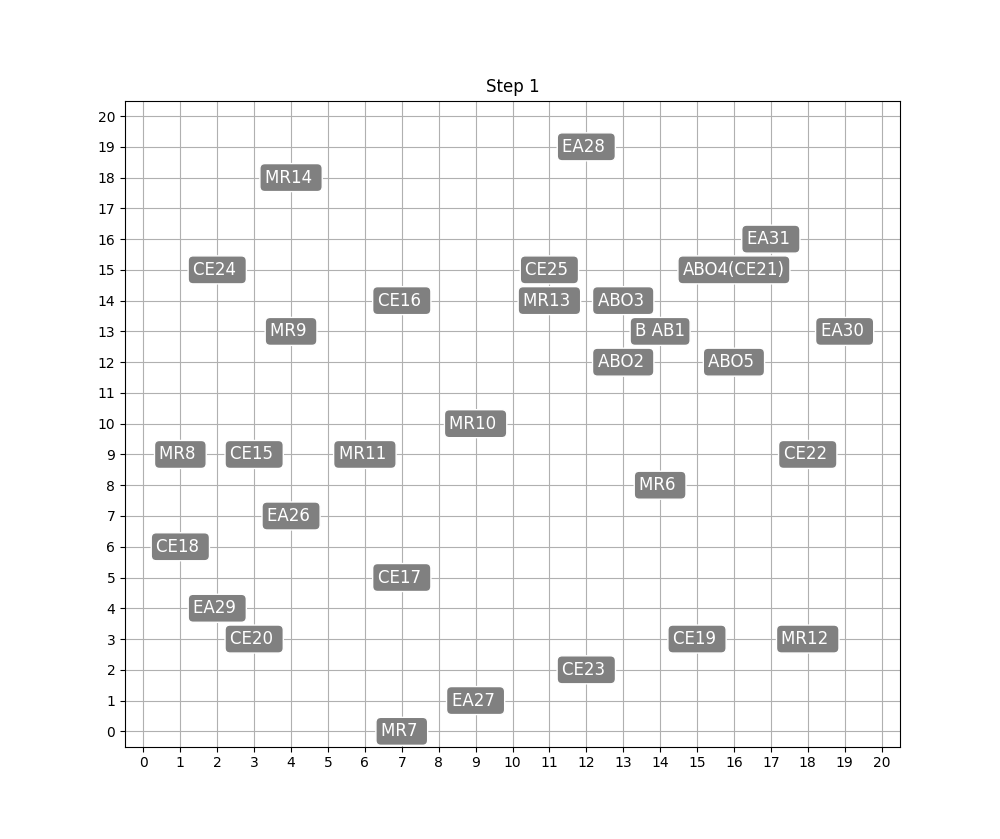 Step 1
20
19
EA28
18
MR14
17
16
EA31
15
CE24
CE25
ABO4(CE21)
14
CE16
MR13
ABO3
13
MR9
B AB1
EA30
12
ABO2
ABO5
11
10
MR10
9
MR8
CE15
MR11
CE22
8
MR6
7
EA26
6
CE18
5
CE17
4
EA29
3
CE20
CE19
MR12
2
CE23
1
EA27
0
MR7
0 1 2 3 4 5 6 7 8 9 10 11 12 13 14 15 16 17 18 19 20